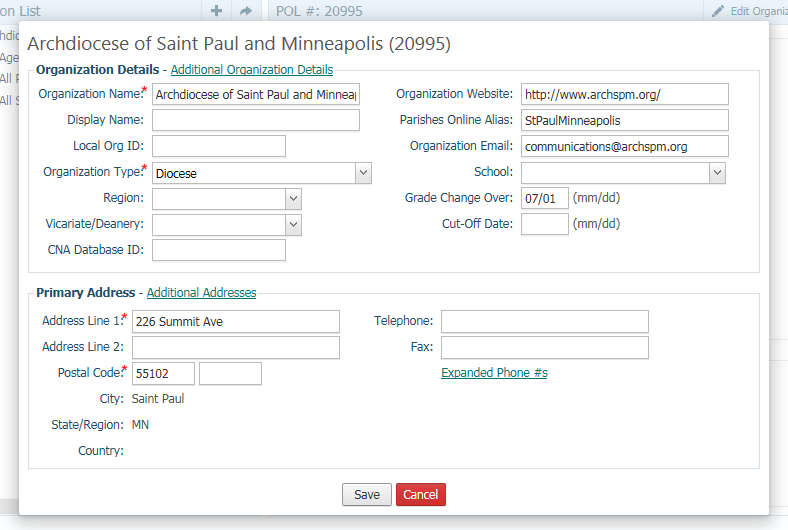 on List
POL #: 20995
Edit Organiz
Archdiocese of Saint Paul and Minneapolis (20995)
Organization Details - Additional Organization Details
Organization Name:* Archdiocese of Saint Paul and Minneap
Organization Website: http://www.archspm.org/
Display Name:
Parishes Online Alias: StPaulMinneapolis
Local Org ID:
Organization Email: communications@archspm.org
Organization Type:* Diocese
School:
Region:
Grade Change Over: 07/01 (mm/dd)
Vicariate/Deanery:
Cut-Off Date: (mm/dd)
CNA Database ID:
Primary Address - Additional Addresses
Address Line 1:* 226 Summit Ave
Telephone:
Address Line 2:
Fax:
Postal Code:* 55102
Expanded Phone #s
City: Saint Paul
State/Region: MN
Country:
Save
Cancel